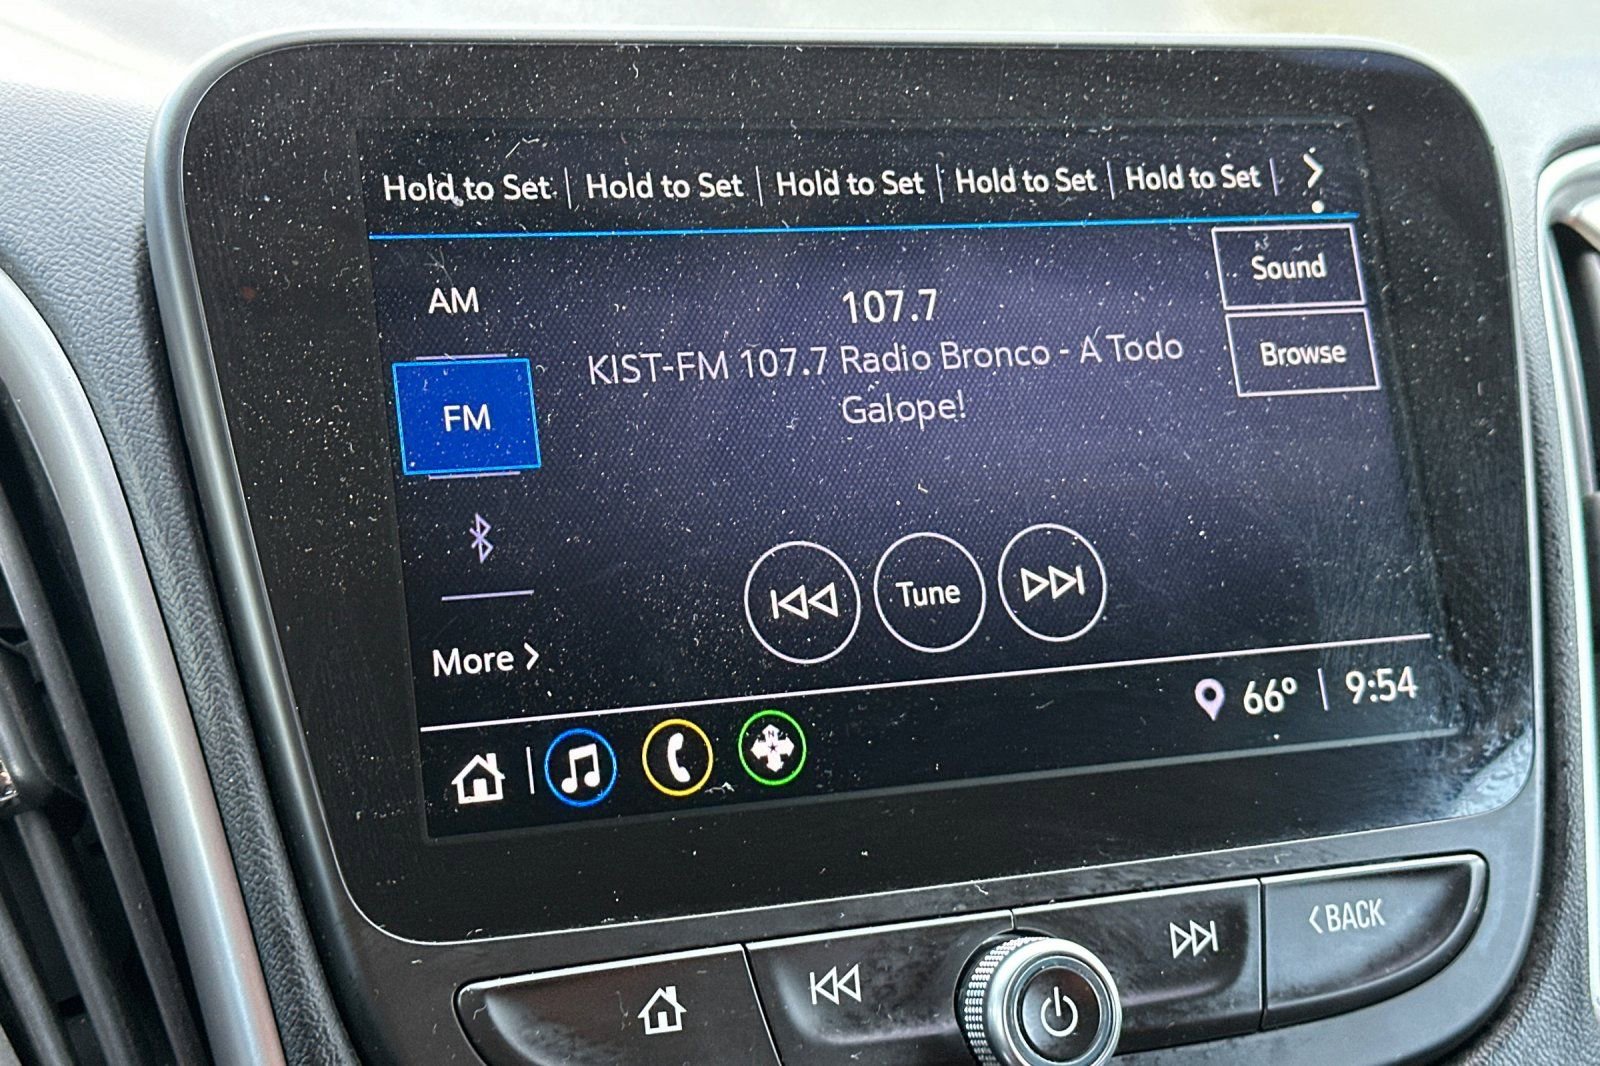 Hold to Set | Hold to Set | Hold to Set | Hold to Set | Hold to Set |
Sound
AM
107.7
KIST-FM 107.7 Radio Bronco - A Todo
Galope!
Browse
FM
Tune
More >
66° | 9:54
N
< BACK